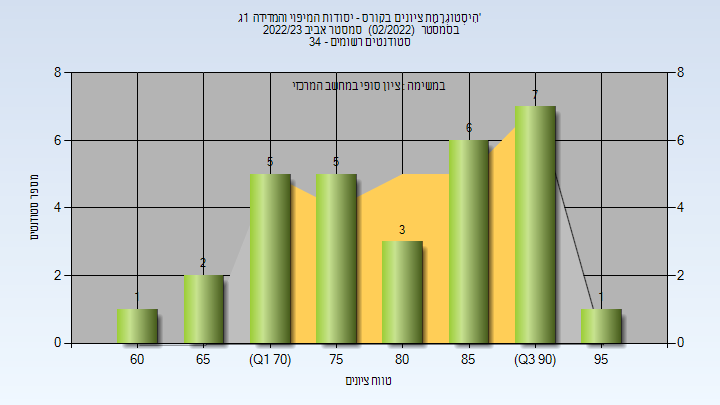 הִיסְטוֹגְרַמַּת ציונים בקורס - יסודות המיפוי והמדידה 1ג'
בסמסטר (02/2022) סמסטר אביב 2022/23
סטודנטים רשומים - 34
במשימה : ציון סופי במחשב המרכזי
8 8
7
6 6 6
5 5
4 4
3
2 2 2
1 1
0 0
מספר סטודנטים
60 65 (Q1 70) 75 80 85 (Q3 90) 95
טווח ציונים